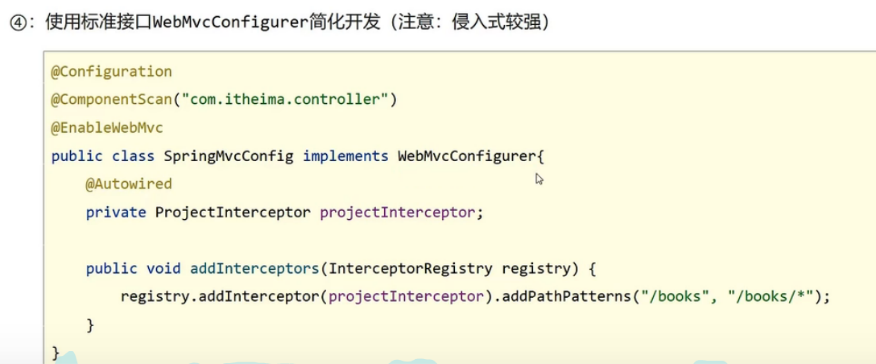 ④：使用标准接口WebMvcConfigurer简化开发（注意：侵入式较强）
@Configuration
@ComponentScan("com.itheima.controller")
@EnableWebMvc
public class SpringMvcConfig implements WebMvcConfigurer{
    @Autowired
    private ProjectInterceptor projectInterceptor;

    public void addInterceptors(InterceptorRegistry registry) {
        registry.addInterceptor(projectInterceptor).addPathPatterns("/books", "/books/*");
    }
}